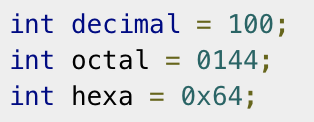 int decimal = 100;
int octal = 0144;
int hexa = 0x64;